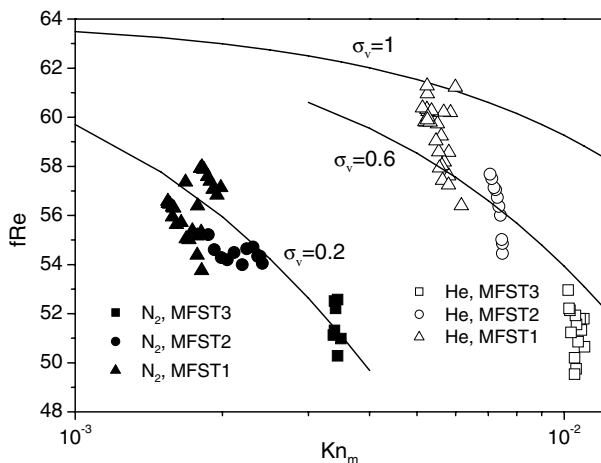 fRe
64
62
60
58
56
54
52
50
48
σᵥ=1
σᵥ=0.6
σᵥ=0.2
N₂, MFST3
N₂, MFST2
N₂, MFST1
He, MFST3
He, MFST2
He, MFST1
10⁻³
10⁻²
Knₘ